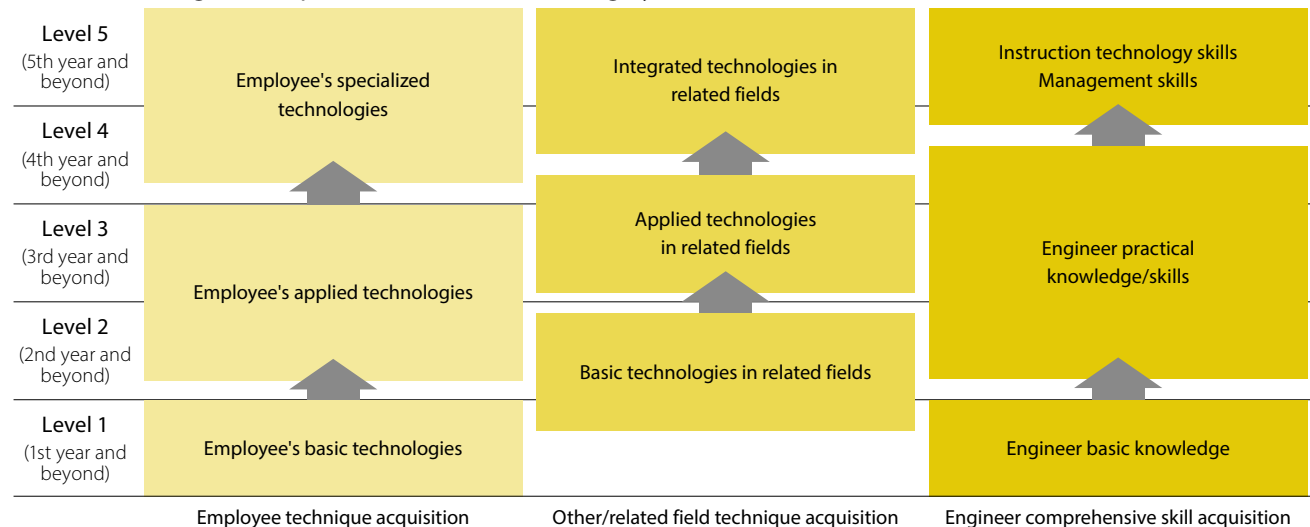 Level 5
(5th year and
beyond)
Employee's specialized
technologies
Integrated technologies in
related fields
Instruction technology skills
Management skills
Level 4
(4th year and
beyond)
Level 3
(3rd year and
beyond)
Employee's applied technologies
Applied technologies
in related fields
Engineer practical
knowledge/skills
Level 2
(2nd year and
beyond)
Basic technologies in related fields
Level 1
(1st year and
beyond)
Employee's basic technologies
Engineer basic knowledge
Employee technique acquisition
Other/related field technique acquisition
Engineer comprehensive skill acquisition